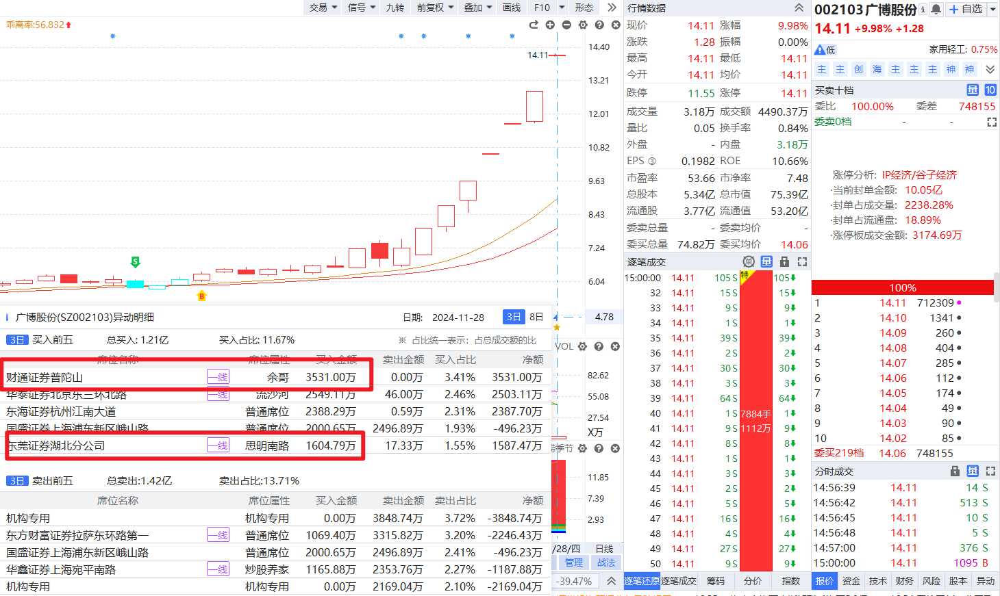 交易 信号 九转 前复权 叠加 画线 F10 形态
乖离率:56.832
14.11
14.40
13.21
12.01
10.82
9.63
8.43
7.24
6.04
4.78
S
B
广博股份(SZ002103)异动明细 日期: 2024-11-28 3日 8日
3日 买入前五 总买入: 1.21亿 买入占比: 11.67% ※ 占比统一表示: 占总成交额的比
席位名称 席位属性 买入金额 卖出金额 买入占比 净额
财通证券普陀山 一线 余哥 3531.00万 0.00万 3.41% 3531.00万
华泰证券北京东三环北路 一线 流沙河 2549.11万 46.00万 2.46% 2503.11万
东海证券杭州江南大道 普通席位 2388.29万 0.59万 2.31% 2387.70万
国盛证券上海浦东新区峨山路 普通席位 2000.65万 2496.89万 1.93% -496.23万
东莞证券湖北分公司 一线 思明南路 1604.79万 17.33万 1.55% 1587.47万
3日 卖出前五 总卖出:1.42亿 卖出占比:13.71%
席位名称 席位属性 买入金额 卖出金额 卖出占比 净额
机构专用 机构专用 0.00万 3848.74万 3.72% -3848.74万
东方财富证券拉萨东环路第一 一线 普通席位 1069.40万 3315.82万 3.20% -2246.43万
国盛证券上海浦东新区峨山路 普通席位 2000.65万 2496.89万 2.41% -496.23万
华鑫证券上海宛平南路 一线 炒股养家 1165.88万 2353.76万 2.27% -1187.88万
机构专用 机构专用 0.00万 2169.04万 2.10% -2169.04万
VOL
82.62
55.08
27.54
X万
季节
11.85
7.39
2.93
/28/四 日线
管理 战法
-39.47%
行情数据
现价 14.11 涨幅 9.98%
涨跌 1.28 振幅 0.00%
最高 14.11 最低 14.11
今开 14.11 均价 14.11
跌停 11.55 涨停 14.11
成交量 3.18万 成交额 4490.37万
量比 0.05 换手率 0.84%
外盘 - 内盘 3.18万
EPS ③ 0.1982 ROE 10.66%
市盈率 53.66 市净率 7.48
总股本 5.34亿 总市值 75.39亿
流通股 3.77亿 流通值 53.20亿
委卖总量 - 委卖均价 -
委买总量 74.82万 委买均价 14.06
逐笔成交 单 量
15:00:00 14.11 105 S 特 105
32 14.11 15 S 15
33 14.11 9 S 9
34 14.11 1 S 1
35 14.11 39 S 39
36 14.11 2 S 2
37 14.11 30 S 30
38 14.11 3 S 3
39 14.11 64 S 64
40 14.11 1 S 7884手 1
41 14.11 9 S 1112万 9
42 14.11 8 S 8
43 14.11 1 S 1
44 14.11 3 S 3
45 14.11 2 S 2
46 14.11 5 S 5
47 14.11 16 S 16
48 14.11 4 S 4
49 14.11 27 S 27
50 14.11 9 S 9
逐笔还原 逐笔成交 筹码 分价 指数
002103 广博股份 自选
14.11 +9.98% +1.28
低 家用轻工: 0.75%
主 主 创 海 主 主 主 神 神
买卖十档 量 10
委比 100.00% 委差 748155
委卖0档 - -
涨停分析: IP经济/谷子经济
·当前封单金额: 10.05亿
·封单占成交量: 2238.28%
·封单占流通盘: 18.89%
·涨停板成交金额: 3174.69万
100%
1 14.11 712309
2 14.10 1341
3 14.09 260
4 14.08 404
5 14.07 285
6 14.06 112
7 14.05 174
8 14.04 49
9 14.03 90
10 14.02 85
委买219档 14.06 748155
分时成交 量
14:56:39 14.11 14 S
14:56:42 14.11 513 S
14:56:45 14.11 10 S
14:56:48 14.11 5 S
14:57:00 14.11 376 S
15:00:00 14.11 1095 B
报价 资金 技术 财务 风险 股本 异动